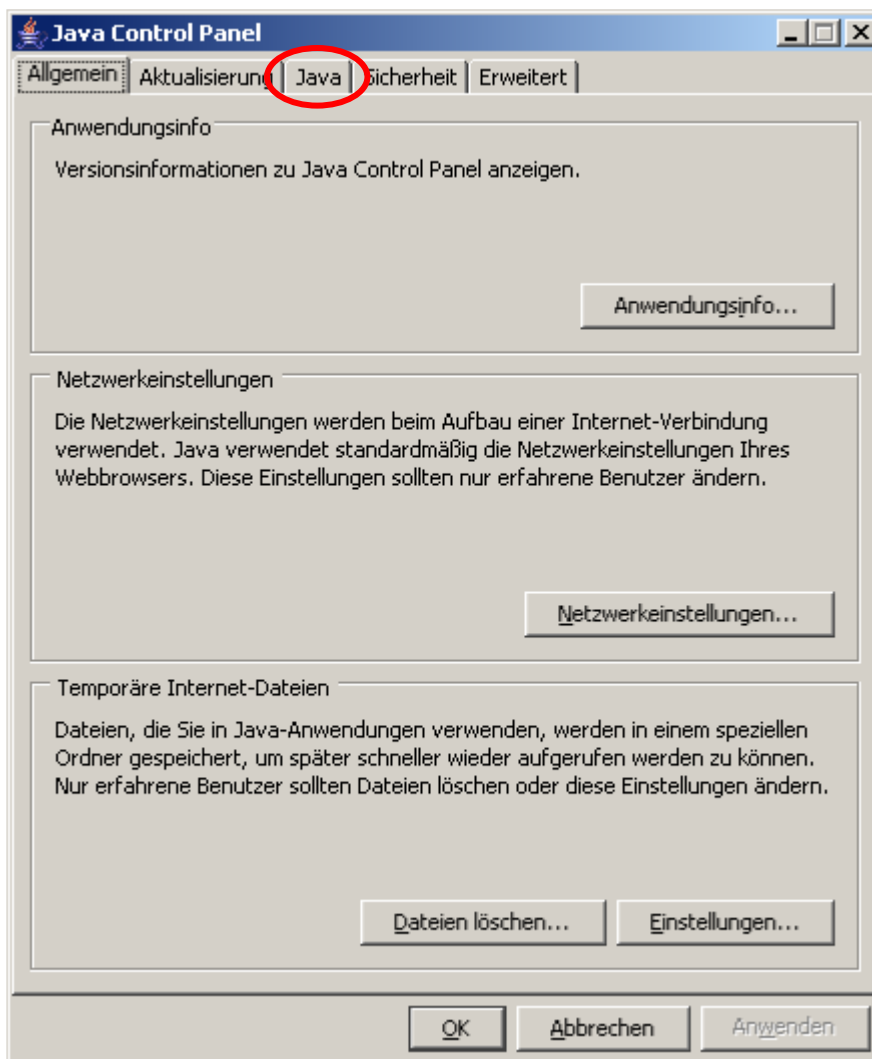 Java Control Panel
Allgemein Aktualisierung Java Sicherheit Erweitert
Anwendungsinfo
Versionsinformationen zu Java Control Panel anzeigen.
Anwendungsinfo...
Netzwerkeinstellungen
Die Netzwerkeinstellungen werden beim Aufbau einer Internet-Verbindung
verwendet. Java verwendet standardmäßig die Netzwerkeinstellungen Ihres
Webbrowsers. Diese Einstellungen sollten nur erfahrene Benutzer ändern.
Netzwerkeinstellungen...
Temporäre Internet-Dateien
Dateien, die Sie in Java-Anwendungen verwenden, werden in einem speziellen
Ordner gespeichert, um später schneller wieder aufgerufen werden zu können.
Nur erfahrene Benutzer sollten Dateien löschen oder diese Einstellungen ändern.
Dateien löschen... Einstellungen...
OK Abbrechen Anwenden